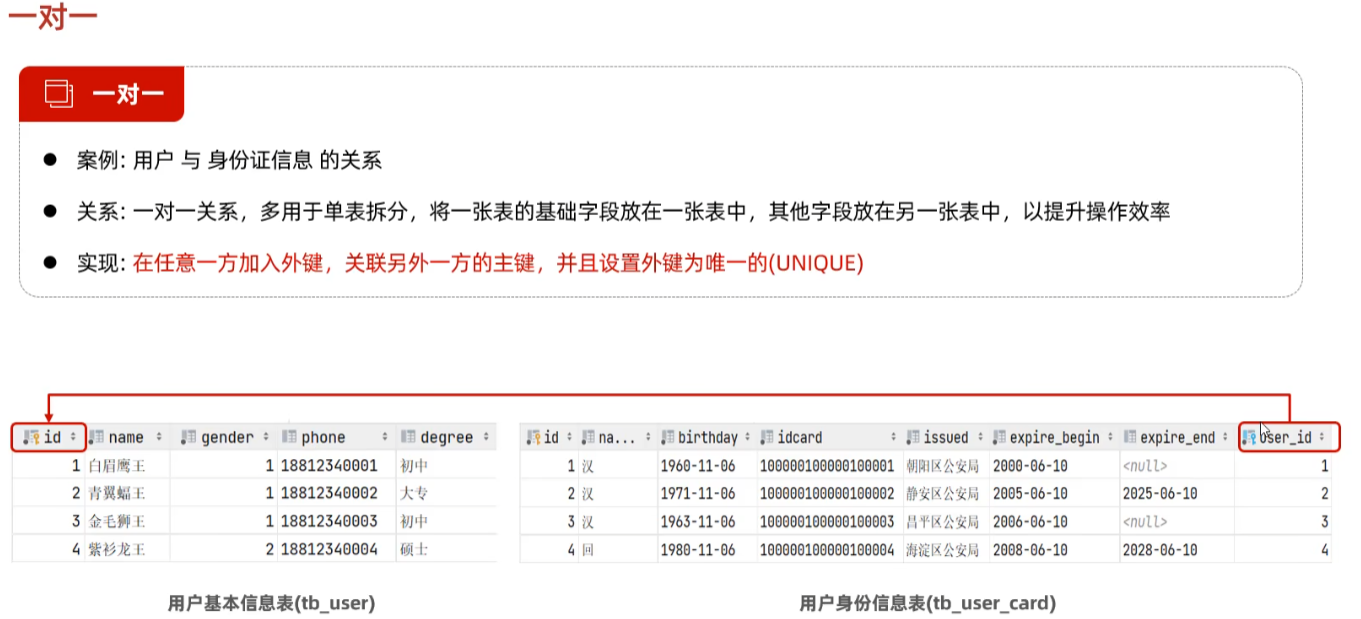 一对一
一对一
● 案例: 用户 与 身份证信息 的关系
● 关系: 一对一关系，多用于单表拆分，将一张表的基础字段放在一张表中，其他字段放在另一张表中，以提升操作效率
● 实现: 在任意一方加入外键，关联另外一方的主键，并且设置外键为唯一的(UNIQUE)
id name gender phone degree
1 白眉鹰王 1 18812340001 初中
2 青翼蝠王 1 18812340002 大专
3 金毛狮王 1 18812340003 初中
4 紫衫龙王 2 18812340004 硕士
用户基本信息表(tb_user)
id na... birthday idcard issued expire_begin expire_end user_id
1 汉 1960-11-06 100000100000100001 朝阳区公安局 2000-06-10 <null> 1
2 汉 1971-11-06 100000100000100002 静安区公安局 2005-06-10 2025-06-10 2
3 汉 1963-11-06 100000100000100003 昌平区公安局 2006-06-10 <null> 3
4 回 1980-11-06 100000100000100004 海淀区公安局 2008-06-10 2028-06-10 4
用户身份信息表(tb_user_card)